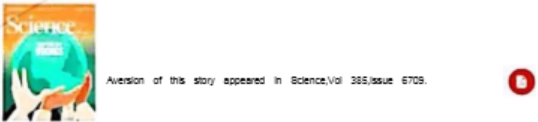 Science
Aversion of this story appeared in Science,Vol 385,Issue 6709.